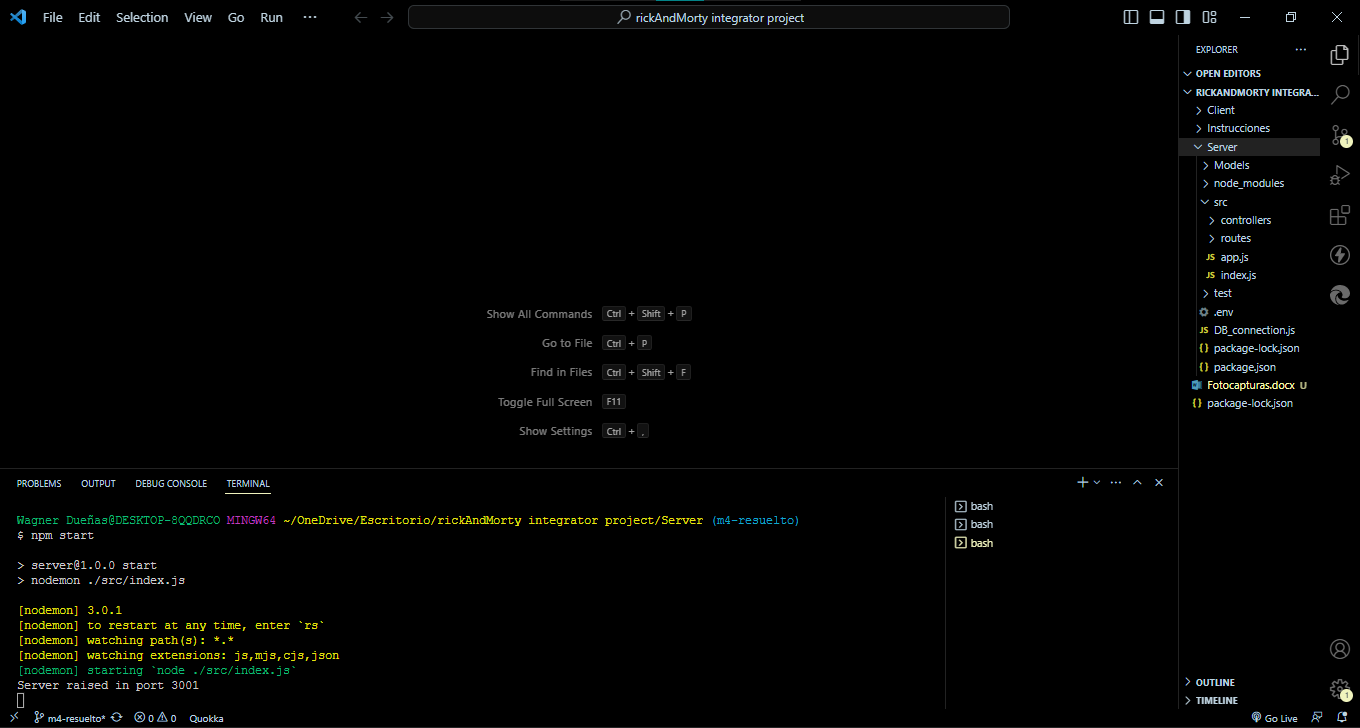 File Edit Selection View Go Run ···
rickAndMorty integrator project
EXPLORER
OPEN EDITORS
RICKANDMORTY INTEGRA...
Client
Instrucciones
Server
Models
node_modules
src
controllers
routes
JS app.js
JS index.js
test
.env
JS DB_connection.js
{} package-lock.json
{} package.json
Fotocapturas.docx U
{} package-lock.json
OUTLINE
TIMELINE
1
1
Show All Commands Ctrl + Shift + P
Go to File Ctrl + P
Find in Files Ctrl + Shift + F
Toggle Full Screen F11
Show Settings Ctrl + ,
PROBLEMS OUTPUT DEBUG CONSOLE TERMINAL
Wagner Dueñas@DESKTOP-8QQDRCO MINGW64 ~/OneDrive/Escritorio/rickAndMorty integrator project/Server (m4-resuelto)
$ npm start
> server@1.0.0 start
> nodemon ./src/index.js
[nodemon] 3.0.1
[nodemon] to restart at any time, enter `rs`
[nodemon] watching path(s): *.*
[nodemon] watching extensions: js,mjs,cjs,json
[nodemon] starting `node ./src/index.js`
Server raised in port 3001
bash
bash
bash
m4-resuelto* 0 0 Quokka
Go Live